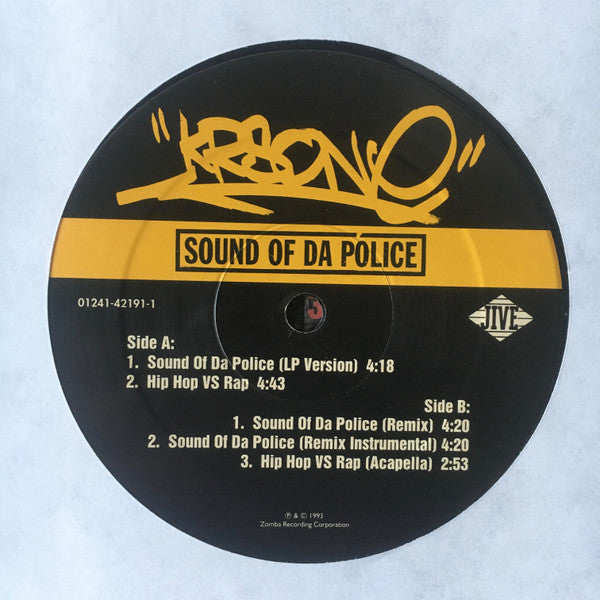 "KRS ONE"
SOUND OF DA POLICE
01241-42191-1
JIVE
Side A:
1. Sound Of Da Police (LP Version) 4:18
2. Hip Hop VS Rap 4:43
Side B:
1. Sound Of Da Police (Remix) 4:20
2. Sound Of Da Police (Remix Instrumental) 4:20
3. Hip Hop VS Rap (Acapella) 2:53
℗ & © 1993
Zomba Recording Corporation